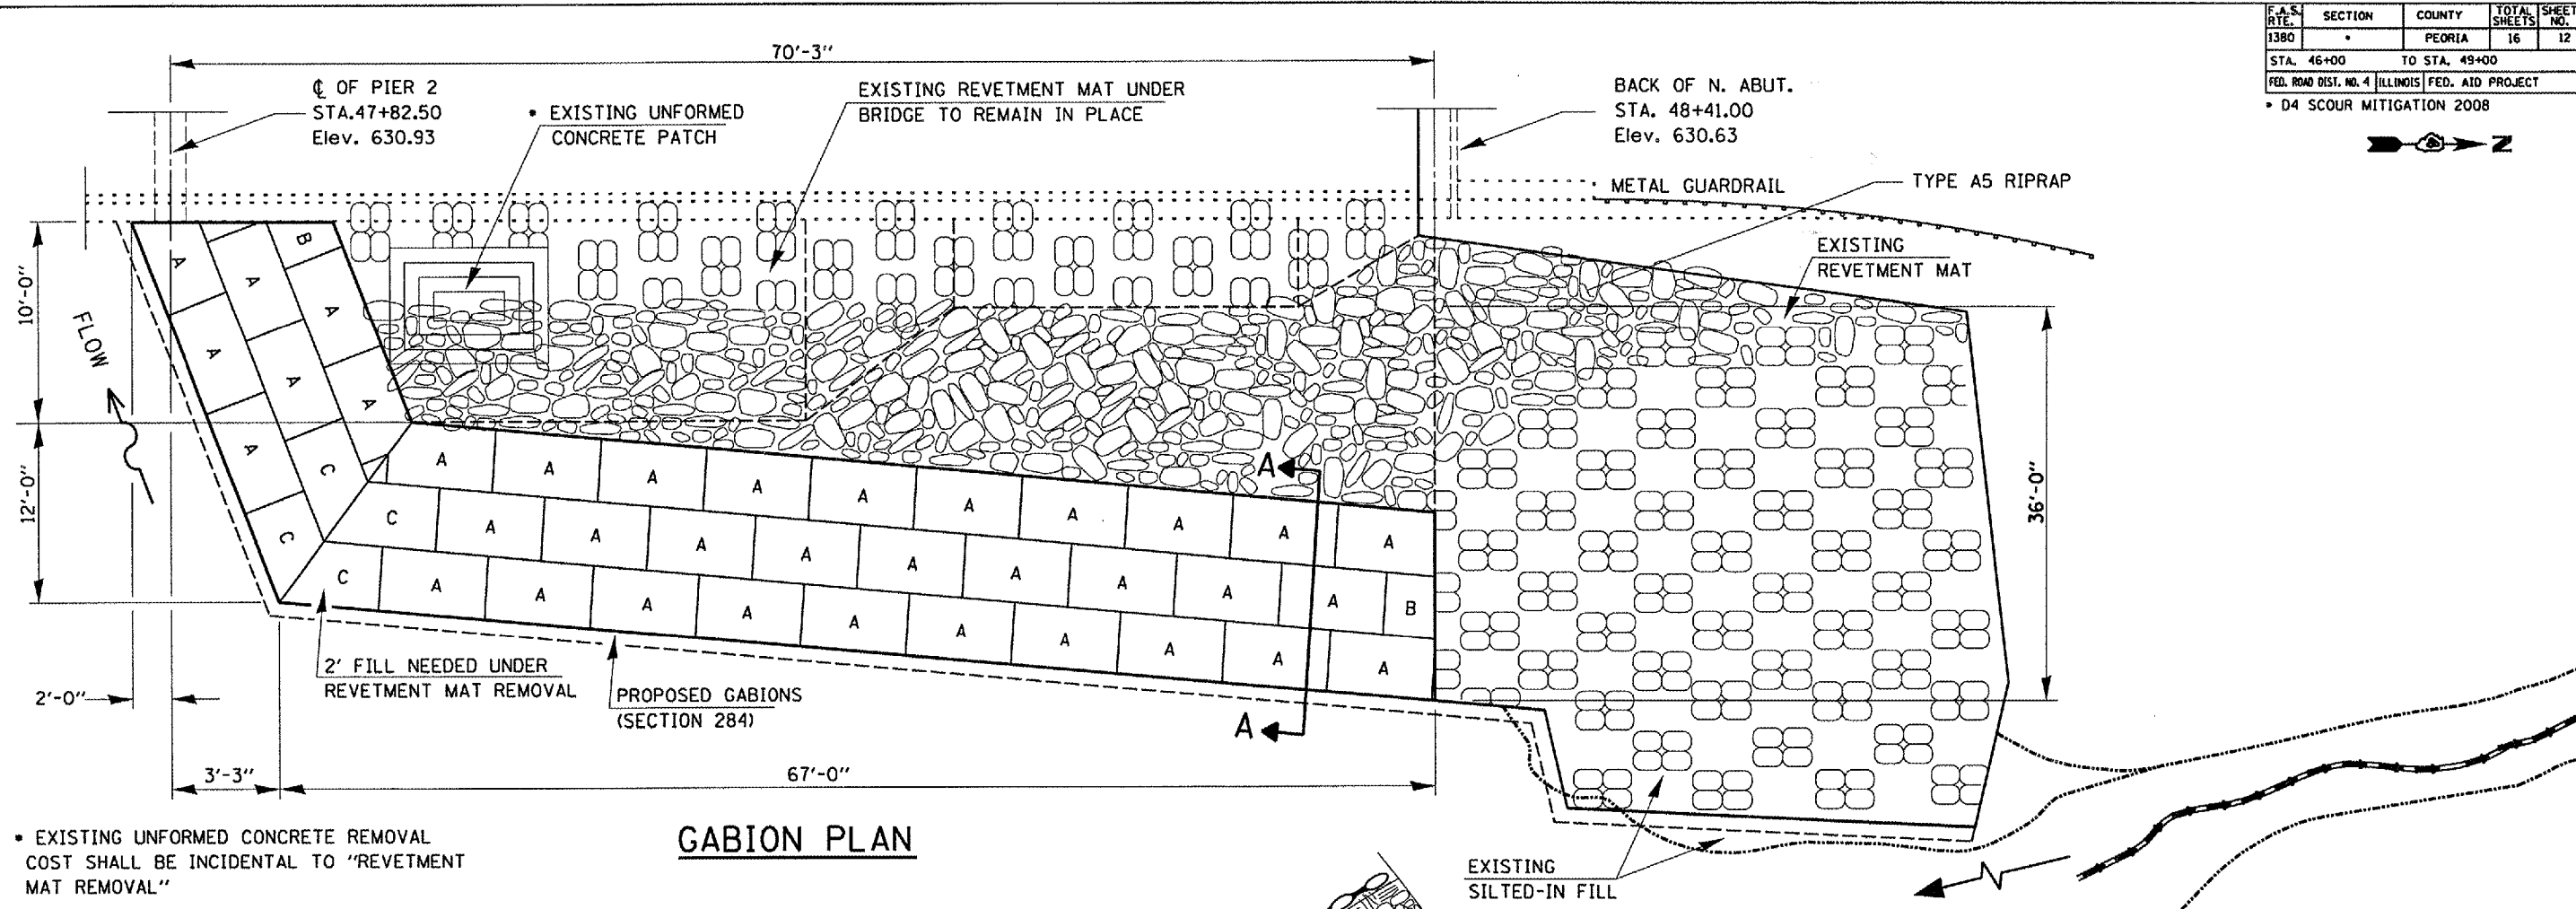 F.A.S. RTE. SECTION COUNTY TOTAL SHEETS SHEET NO.
1380 • PEORIA 16 12
STA. 46+00 TO STA. 49+00
FED. ROAD DIST. NO. 4 ILLINOIS FED. AID PROJECT
• D4 SCOUR MITIGATION 2008
N
70'-3"
℄ OF PIER 2
STA.47+82.50
Elev. 630.93
• EXISTING UNFORMED
CONCRETE PATCH
EXISTING REVETMENT MAT UNDER
BRIDGE TO REMAIN IN PLACE
BACK OF N. ABUT.
STA. 48+41.00
Elev. 630.63
METAL GUARDRAIL
TYPE A5 RIPRAP
EXISTING
REVETMENT MAT
10'-0"
12'-0"
FLOW
36'-0"
A A B
A A
A A A
A C
C
A A A A A A A A A A
C A A A A A A A A A B
C A A A A A A A A A A
A
A
2' FILL NEEDED UNDER
REVETMENT MAT REMOVAL
PROPOSED GABIONS
(SECTION 284)
2'-0"
3'-3"
67'-0"
• EXISTING UNFORMED CONCRETE REMOVAL
COST SHALL BE INCIDENTAL TO "REVETMENT
MAT REMOVAL"
GABION PLAN
EXISTING
SILTED-IN FILL